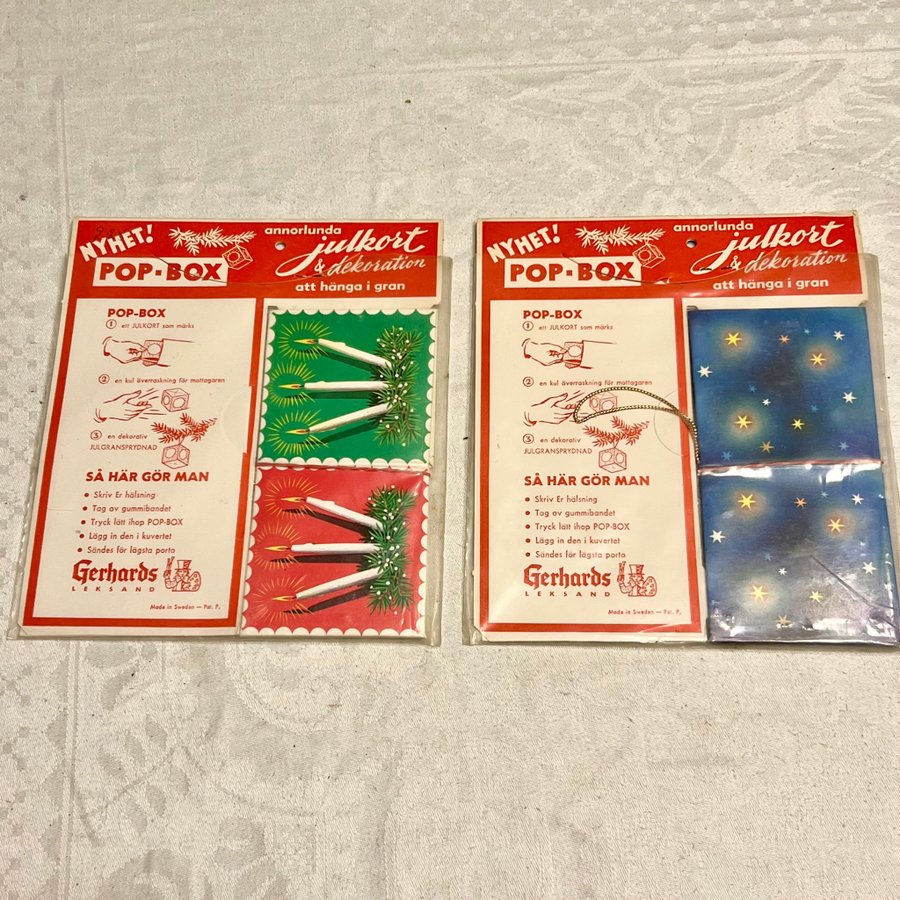 NYHET!
POP-BOX
annorlunda
julkort
& dekoration
att hänga i gran
POP-BOX
1 ett JULKORT som märks
2 en kul överraskning för mottagaren
3 en dekorativ
JULGRANSPRYDNAD
SÅ HÄR GÖR MAN
• Skriv Er hälsning
• Tag av gummibandet
• Tryck lätt ihop POP-BOX
• Lägg in den i kuvertet
• Sändes för lägsta porto
Gerhards
LEKSAND
Made in Sweden — Pat. P.
NYHET!
POP-BOX
annorlunda
julkort
& dekoration
att hänga i gran
POP-BOX
1 ett JULKORT som märks
2 en kul överraskning för mottagaren
3 en dekorativ
JULGRANSPRYDNAD
SÅ HÄR GÖR MAN
• Skriv Er hälsning
• Tag av gummibandet
• Tryck lätt ihop POP-BOX
• Lägg in den i kuvertet
• Sändes för lägsta porto
Gerhards
LEKSAND
Made in Sweden — Pat. P.